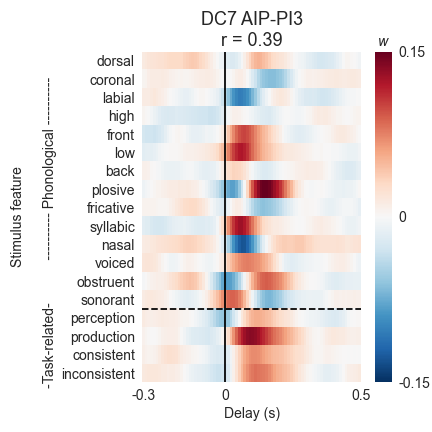 DC7 AIP-PI3
r = 0.39
w
dorsal
coronal
labial
high
front
low
back
plosive
fricative
syllabic
nasal
voiced
obstruent
sonorant
perception
production
consistent
inconsistent
Stimulus feature
-Task-related- ---------- Phonological ----------
-0.3 0 0.5
Delay (s)
0.15
0
-0.15